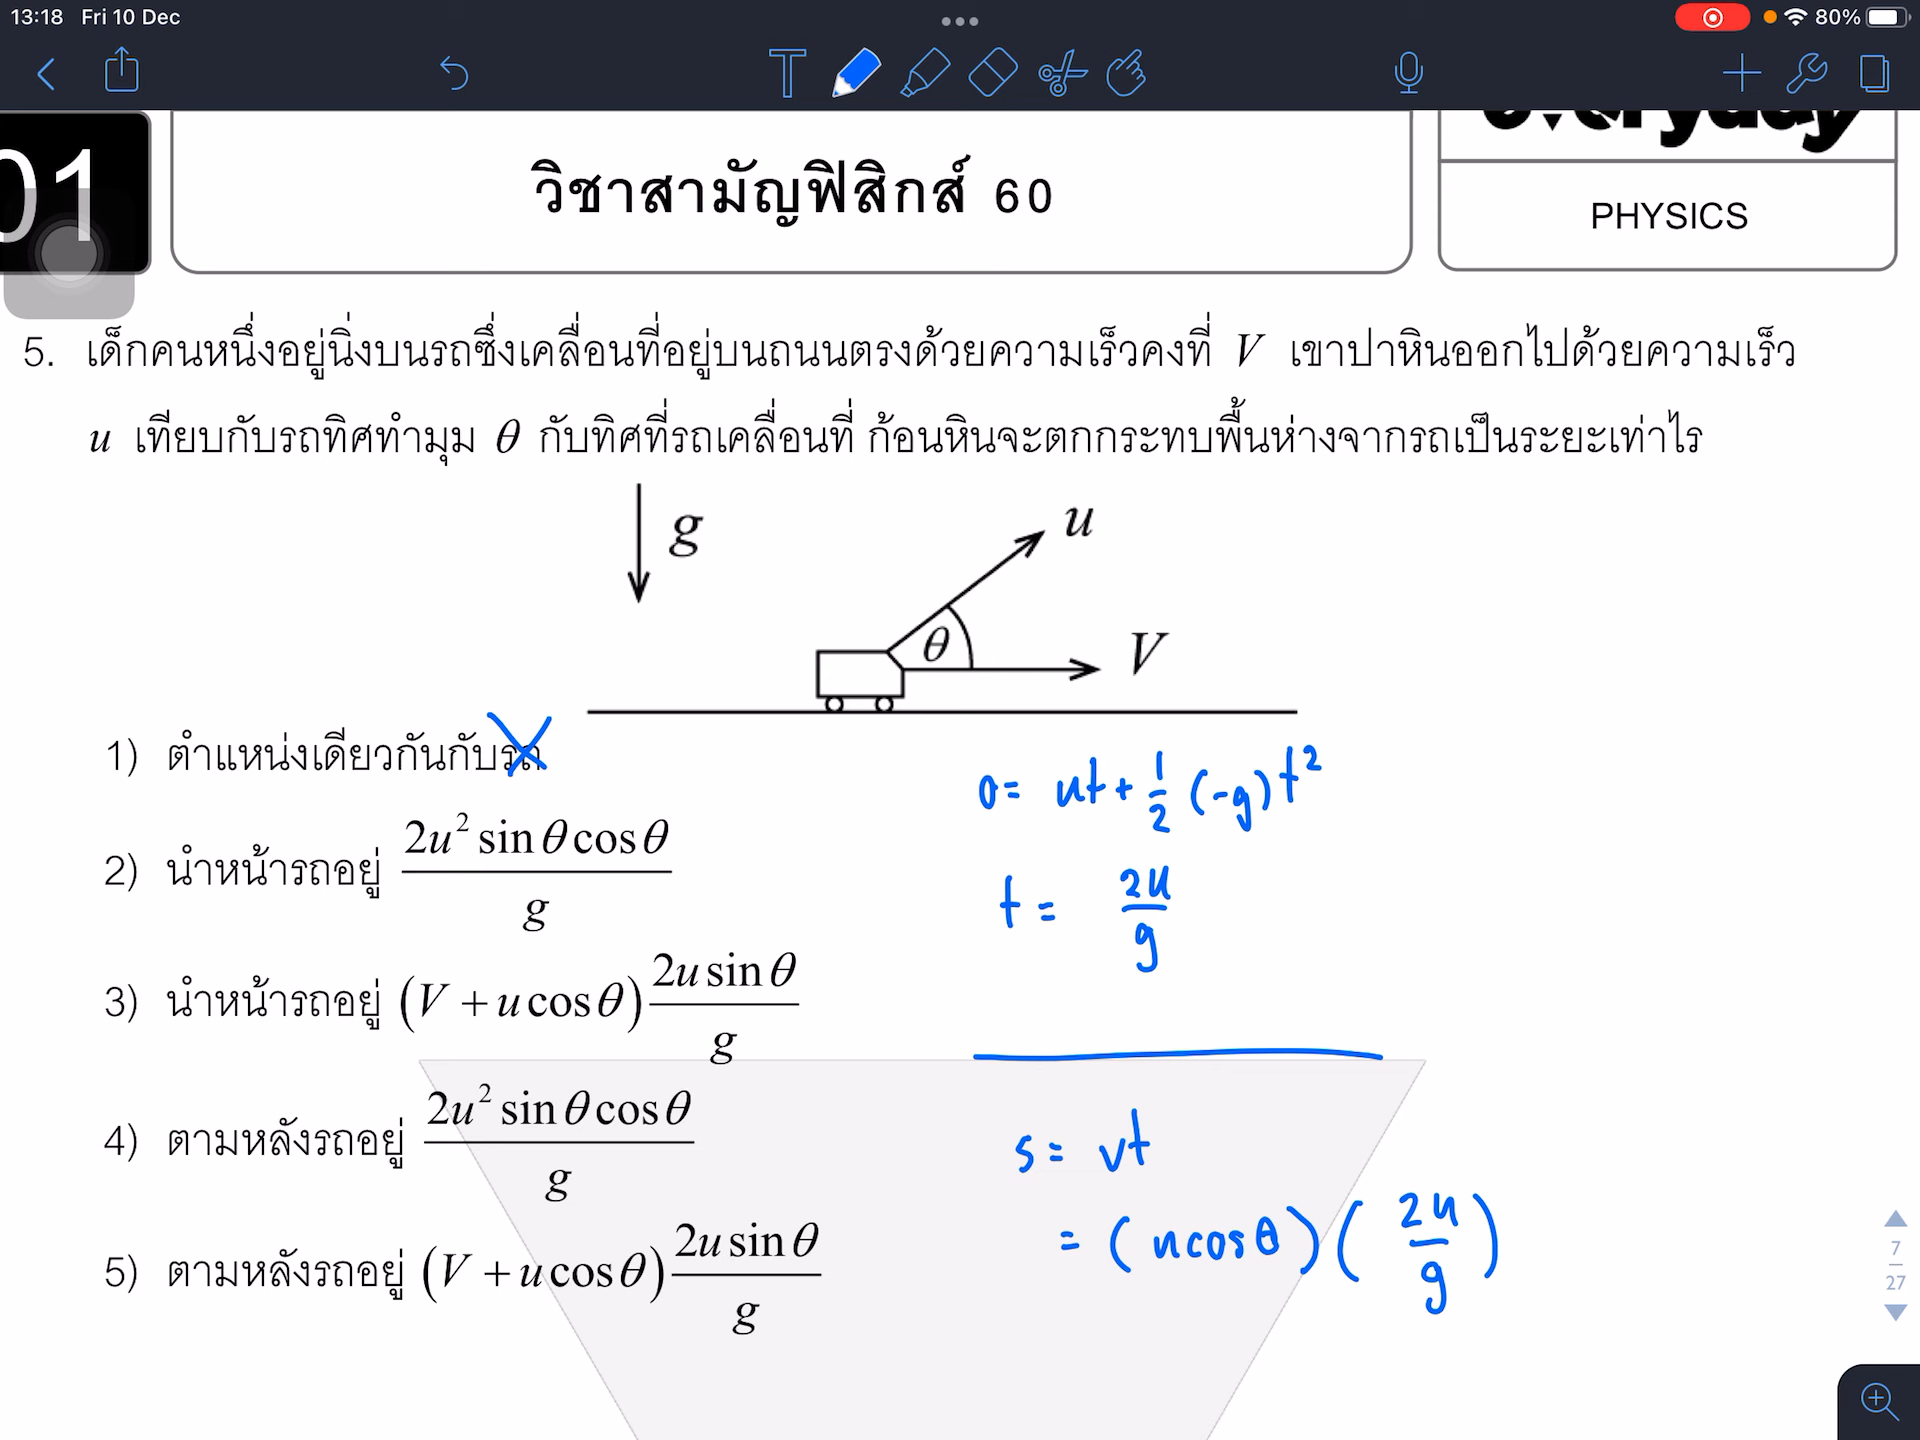 13:18 Fri 10 Dec
80%
01
วิชาสามัญฟิสิกส์ 60
everyday
PHYSICS
5. เด็กคนหนึ่งอยู่นิ่งบนรถซึ่งเคลื่อนที่อยู่บนถนนตรงด้วยความเร็วคงที่ V เขาปาหินออกไปด้วยความเร็ว
u เทียบกับรถทิศทำมุม θ กับทิศที่รถเคลื่อนที่ ก้อนหินจะตกกระทบพื้นห่างจากรถเป็นระยะเท่าไร
g
u
θ
V
1) ตำแหน่งเดียวกันกับรถ
2) นำหน้ารถอยู่ 2u² sin θ cos θ / g
3) นำหน้ารถอยู่ (V + u cos θ) 2u sin θ / g
4) ตามหลังรถอยู่ 2u² sin θ cos θ / g
5) ตามหลังรถอยู่ (V + u cos θ) 2u sin θ / g
0 = ut + 1/2 (-g) t²
t = 2u / g
s = vt
= (u cos θ) (2u / g)
7
27